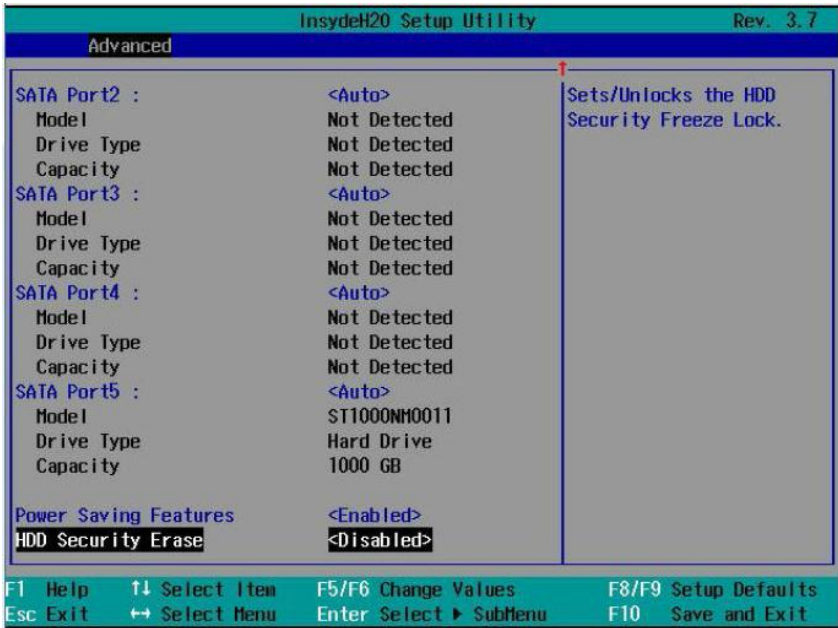 InsydeH20 Setup Utility Rev. 3.7
Advanced
SATA Port2 : <Auto> Sets/Unlocks the HDD
Model Not Detected Security Freeze Lock.
Drive Type Not Detected
Capacity Not Detected
SATA Port3 : <Auto>
Model Not Detected
Drive Type Not Detected
Capacity Not Detected
SATA Port4 : <Auto>
Model Not Detected
Drive Type Not Detected
Capacity Not Detected
SATA Port5 : <Auto>
Model ST1000NM0011
Drive Type Hard Drive
Capacity 1000 GB
Power Saving Features <Enabled>
HDD Security Erase <Disabled>
F1 Help ↑↓ Select Item F5/F6 Change Values F8/F9 Setup Defaults
Esc Exit ↔ Select Menu Enter Select ▶ SubMenu F10 Save and Exit